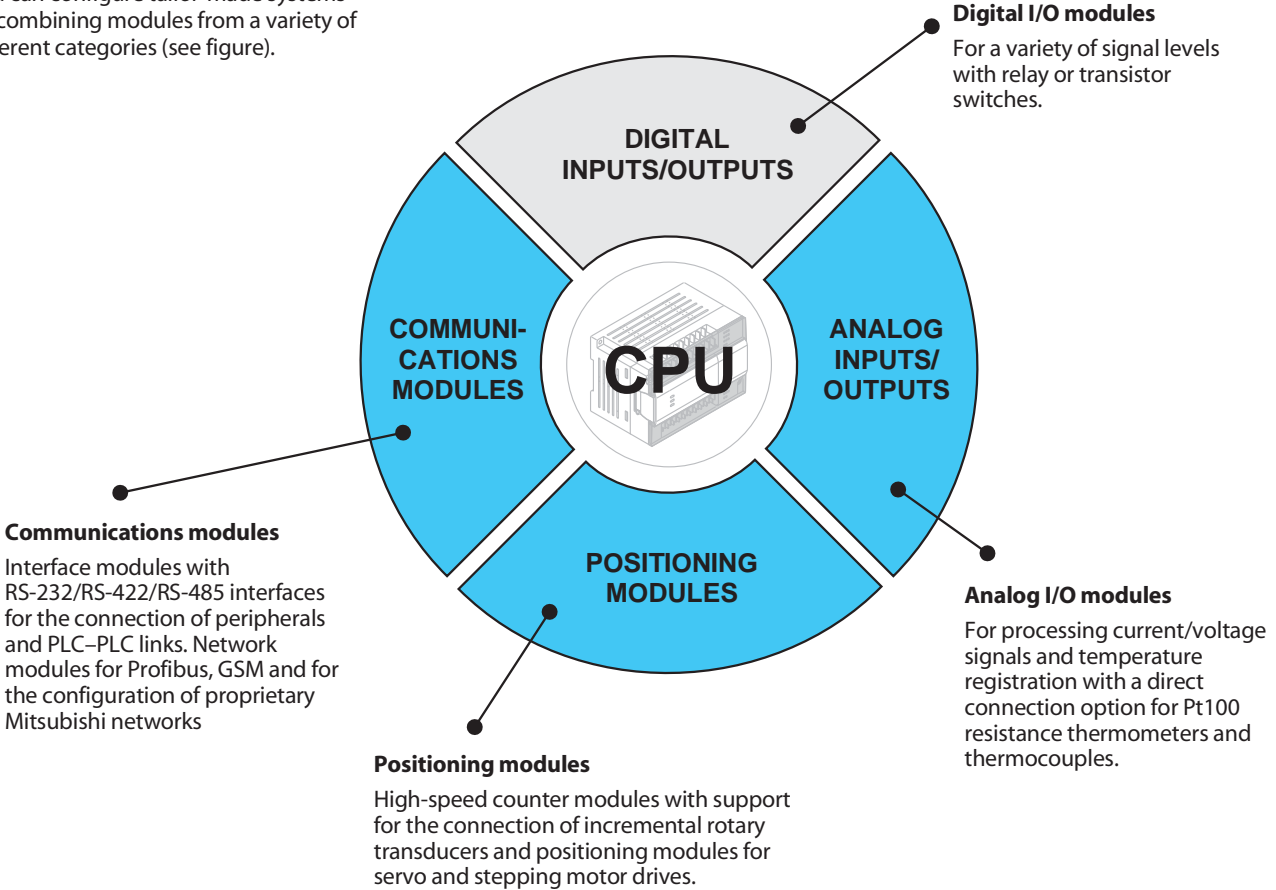 combining modules from a variety of
erent categories (see figure).
Digital I/O modules
For a variety of signal levels
with relay or transistor
switches.
DIGITAL
INPUTS/OUTPUTS
COMMUNI-
CATIONS
MODULES
CPU
ANALOG
INPUTS/
OUTPUTS
POSITIONING
MODULES
Communications modules
Interface modules with
RS-232/RS-422/RS-485 interfaces
for the connection of peripherals
and PLC–PLC links. Network
modules for Profibus, GSM and for
the configuration of proprietary
Mitsubishi networks
Analog I/O modules
For processing current/voltage
signals and temperature
registration with a direct
connection option for Pt100
resistance thermometers and
thermocouples.
Positioning modules
High-speed counter modules with support
for the connection of incremental rotary
transducers and positioning modules for
servo and stepping motor drives.